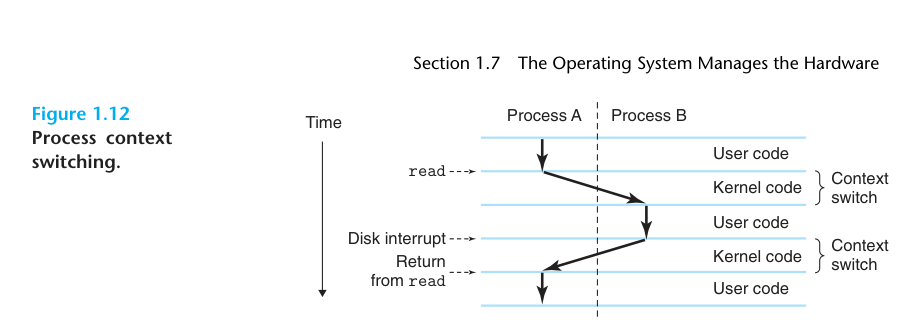 Section 1.7 The Operating System Manages the Hardware
Figure 1.12
Process context
switching.
Time
Process A
Process B
User code
read
Kernel code
Context
switch
User code
Disk interrupt
Kernel code
Context
switch
Return
from read
User code